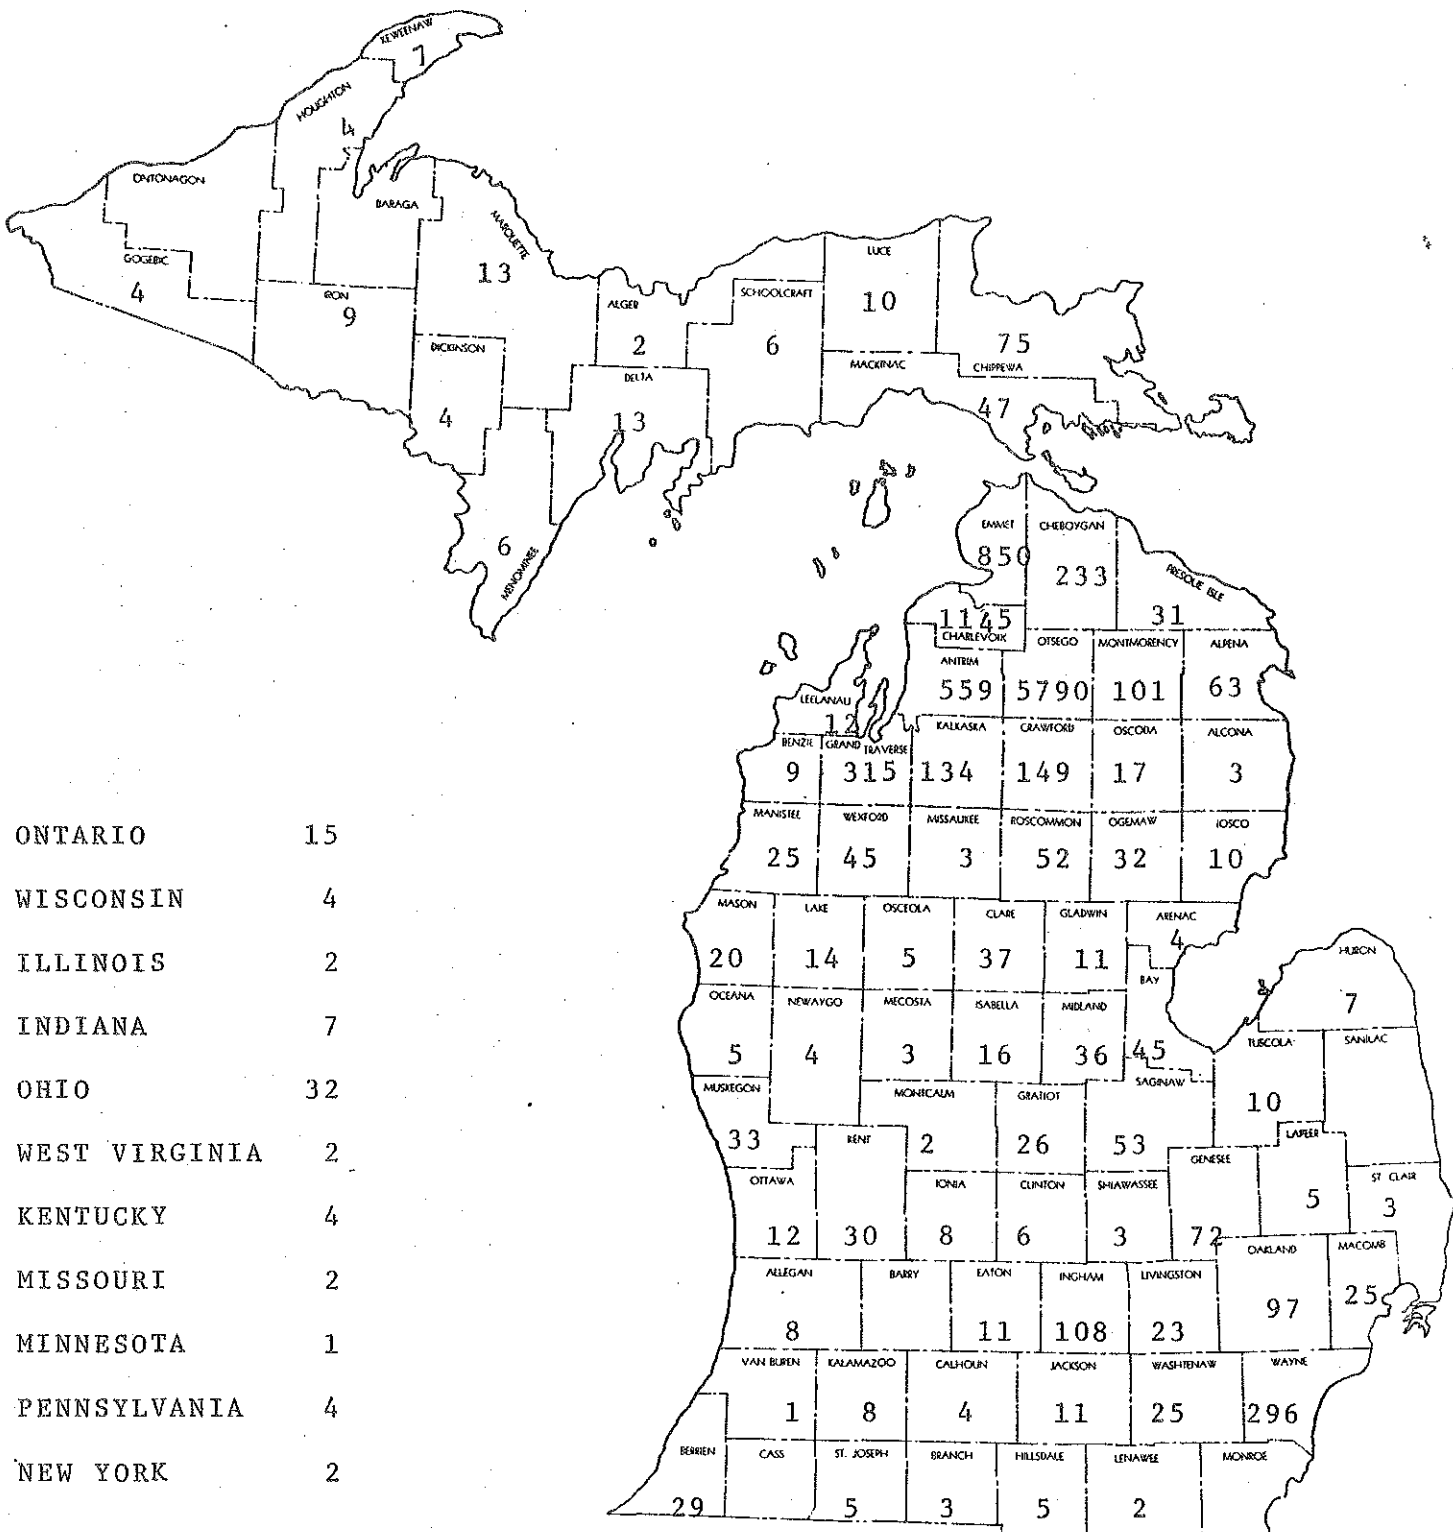 KEWEENAW
7
HOUGHTON
4
ONTONAGON
BARAGA
MARQUETTE
13
GOGEBIC
4
IRON
9
DICKINSON
4
ALGER
2
SCHOOLCRAFT
6
LUCE
10
75
CHIPPEWA
MACKINAC
47
DELTA
13
6
MENOMINEE
EMMET
850
CHEBOYGAN
233
PRESQUE ISLE
31
1145
CHARLEVOIX
ANTRIM
559
OTSEGO
5790
MONTMORENCY
101
ALPENA
63
LEELANAU
12
BENZIE
9
GRAND TRAVERSE
315
KALKASKA
134
CRAWFORD
149
OSCODA
17
ALCONA
3
MANISTEE
25
WEXFORD
45
MISSAUKEE
3
ROSCOMMON
52
OGEMAW
32
IOSCO
10
MASON
20
LAKE
14
OSCEOLA
5
CLARE
37
GLADWIN
11
ARENAC
4
BAY
45
HURON
7
OCEANA
5
NEWAYGO
4
MECOSTA
3
ISABELLA
16
MIDLAND
36
TUSCOLA
10
SANILAC
MUSKEGON
33
MONTCALM
2
GRATIOT
26
SAGINAW
53
LAPEER
5
GENESEE
72
ST CLAIR
3
OTTAWA
12
KENT
30
IONIA
8
CLINTON
6
SHIAWASSEE
3
OAKLAND
97
MACOMB
25
ALLEGAN
8
BARRY
EATON
11
INGHAM
108
LIVINGSTON
23
VAN BUREN
1
KALAMAZOO
8
CALHOUN
4
JACKSON
11
WASHTENAW
25
WAYNE
296
BERRIEN
29
CASS
ST. JOSEPH
5
BRANCH
3
HILLSDALE
5
LENAWEE
2
MONROE
ONTARIO 15
WISCONSIN 4
ILLINOIS 2
INDIANA 7
OHIO 32
WEST VIRGINIA 2
KENTUCKY 4
MISSOURI 2
MINNESOTA 1
PENNSYLVANIA 4
NEW YORK 2